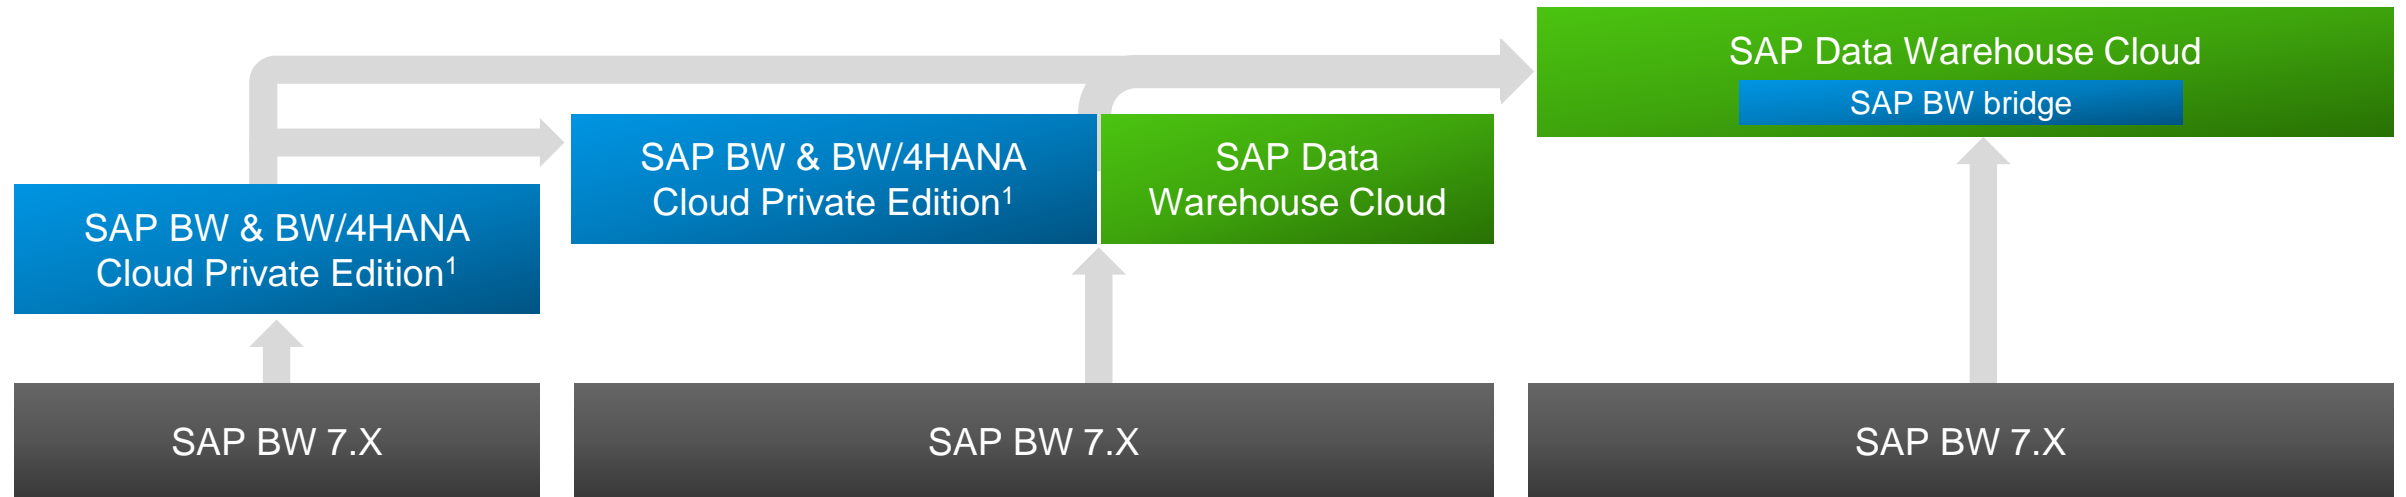 SAP Data Warehouse Cloud
SAP BW bridge
SAP BW & BW/4HANA
Cloud Private Edition¹
SAP Data
Warehouse Cloud
SAP BW & BW/4HANA
Cloud Private Edition¹
SAP BW 7.X
SAP BW 7.X
SAP BW 7.X